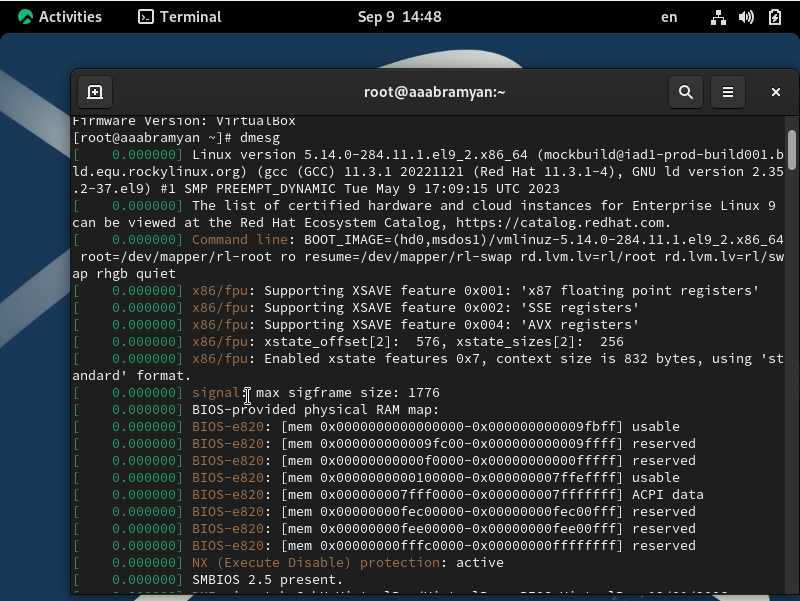 Activities Terminal Sep 9 14:48 en
root@aaabramyan:~
Firmware Version: VirtualBox
[root@aaabramyan ~]# dmesg
[    0.000000] Linux version 5.14.0-284.11.1.el9_2.x86_64 (mockbuild@iad1-prod-build001.b
ld.equ.rockylinux.org) (gcc (GCC) 11.3.1 20221121 (Red Hat 11.3.1-4), GNU ld version 2.35
.2-37.el9) #1 SMP PREEMPT_DYNAMIC Tue May 9 17:09:15 UTC 2023
[    0.000000] The list of certified hardware and cloud instances for Enterprise Linux 9
can be viewed at the Red Hat Ecosystem Catalog, https://catalog.redhat.com.
[    0.000000] Command line: BOOT_IMAGE=(hd0,msdos1)/vmlinuz-5.14.0-284.11.1.el9_2.x86_64
 root=/dev/mapper/rl-root ro resume=/dev/mapper/rl-swap rd.lvm.lv=rl/root rd.lvm.lv=rl/sw
ap rhgb quiet
[    0.000000] x86/fpu: Supporting XSAVE feature 0x001: 'x87 floating point registers'
[    0.000000] x86/fpu: Supporting XSAVE feature 0x002: 'SSE registers'
[    0.000000] x86/fpu: Supporting XSAVE feature 0x004: 'AVX registers'
[    0.000000] x86/fpu: xstate_offset[2]:  576, xstate_sizes[2]:  256
[    0.000000] x86/fpu: Enabled xstate features 0x7, context size is 832 bytes, using 'st
andard' format.
[    0.000000] signal: max sigframe size: 1776
[    0.000000] BIOS-provided physical RAM map:
[    0.000000] BIOS-e820: [mem 0x0000000000000000-0x000000000009fbff] usable
[    0.000000] BIOS-e820: [mem 0x000000000009fc00-0x000000000009ffff] reserved
[    0.000000] BIOS-e820: [mem 0x00000000000f0000-0x00000000000fffff] reserved
[    0.000000] BIOS-e820: [mem 0x0000000000100000-0x000000007ffeffff] usable
[    0.000000] BIOS-e820: [mem 0x000000007fff0000-0x000000007fffffff] ACPI data
[    0.000000] BIOS-e820: [mem 0x00000000fec00000-0x00000000fec00fff] reserved
[    0.000000] BIOS-e820: [mem 0x00000000fee00000-0x00000000fee00fff] reserved
[    0.000000] BIOS-e820: [mem 0x00000000fffc0000-0x00000000ffffffff] reserved
[    0.000000] NX (Execute Disable) protection: active
[    0.000000] SMBIOS 2.5 present.